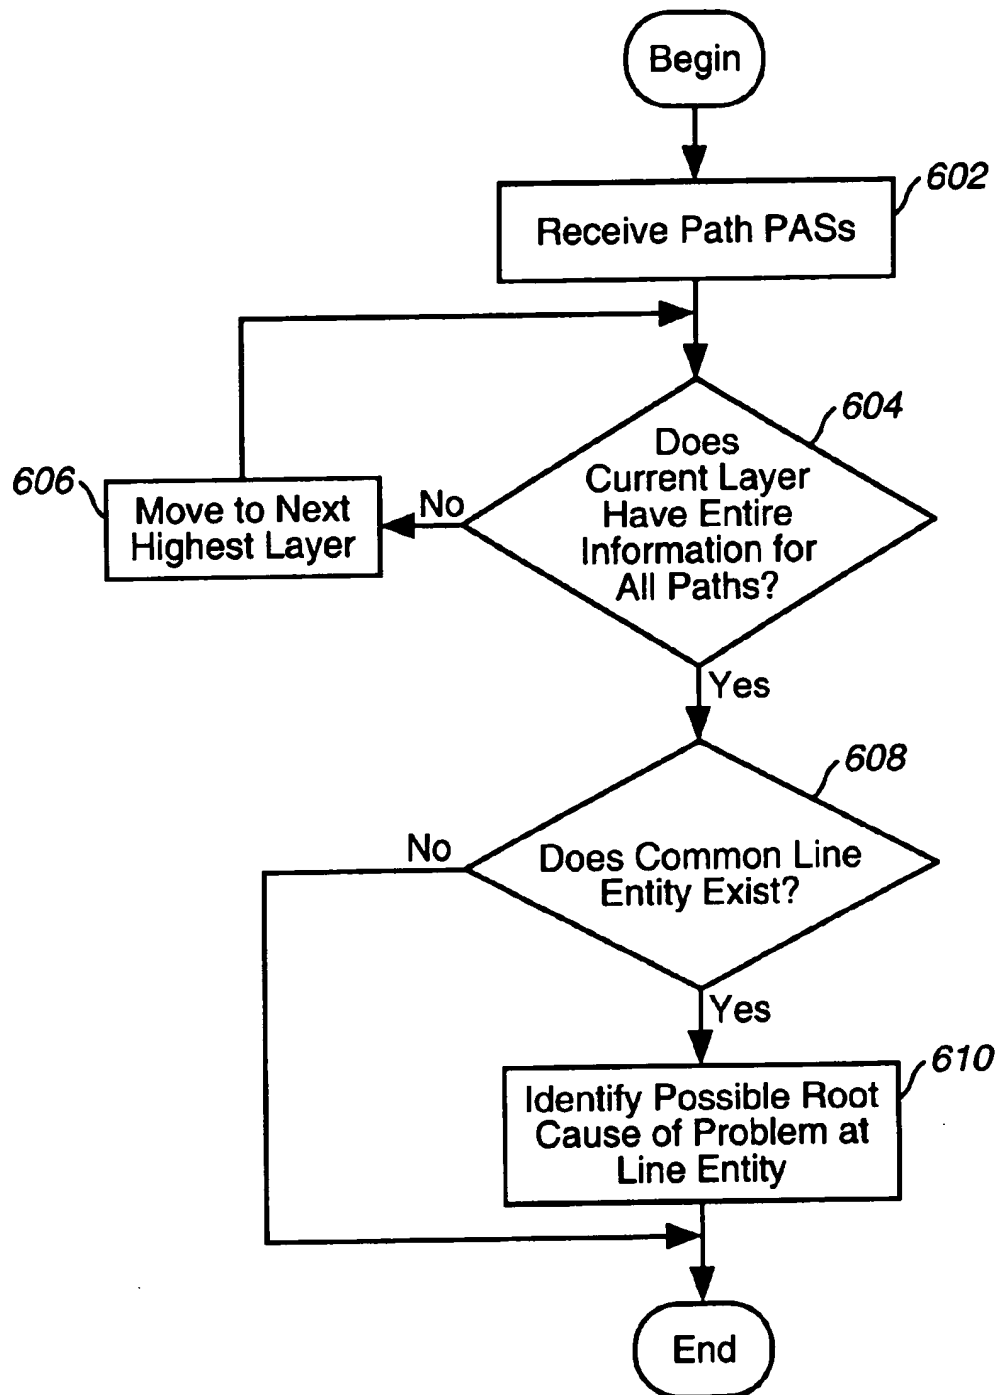 Begin
602
Receive Path PASs
604
Does
Current Layer
Have Entire
Information for
All Paths?
No
606
Move to Next
Highest Layer
Yes
608
Does Common Line
Entity Exist?
No
Yes
610
Identify Possible Root
Cause of Problem at
Line Entity
End